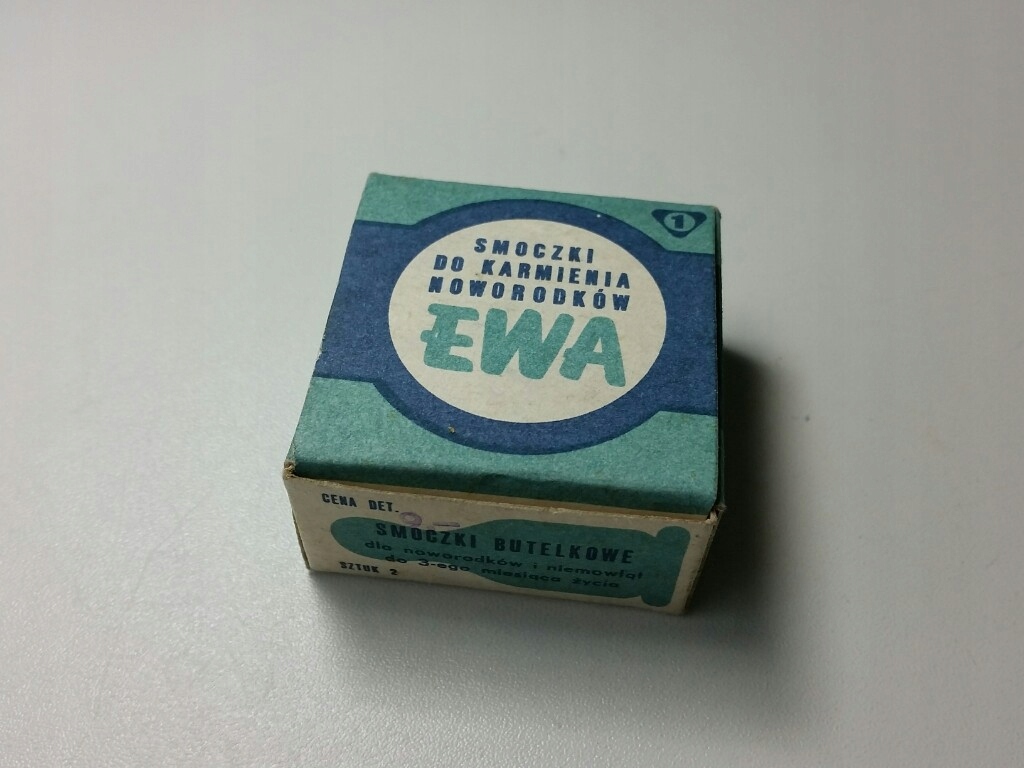 1
SMOCZKI
DO KARMIENIA
NOWORODKÓW
EWA
CENA DET. 9-
SMOCZKI BUTELKOWE
dla noworodków i niemowląt
do 3-ego miesiąca życia
SZTUK 2